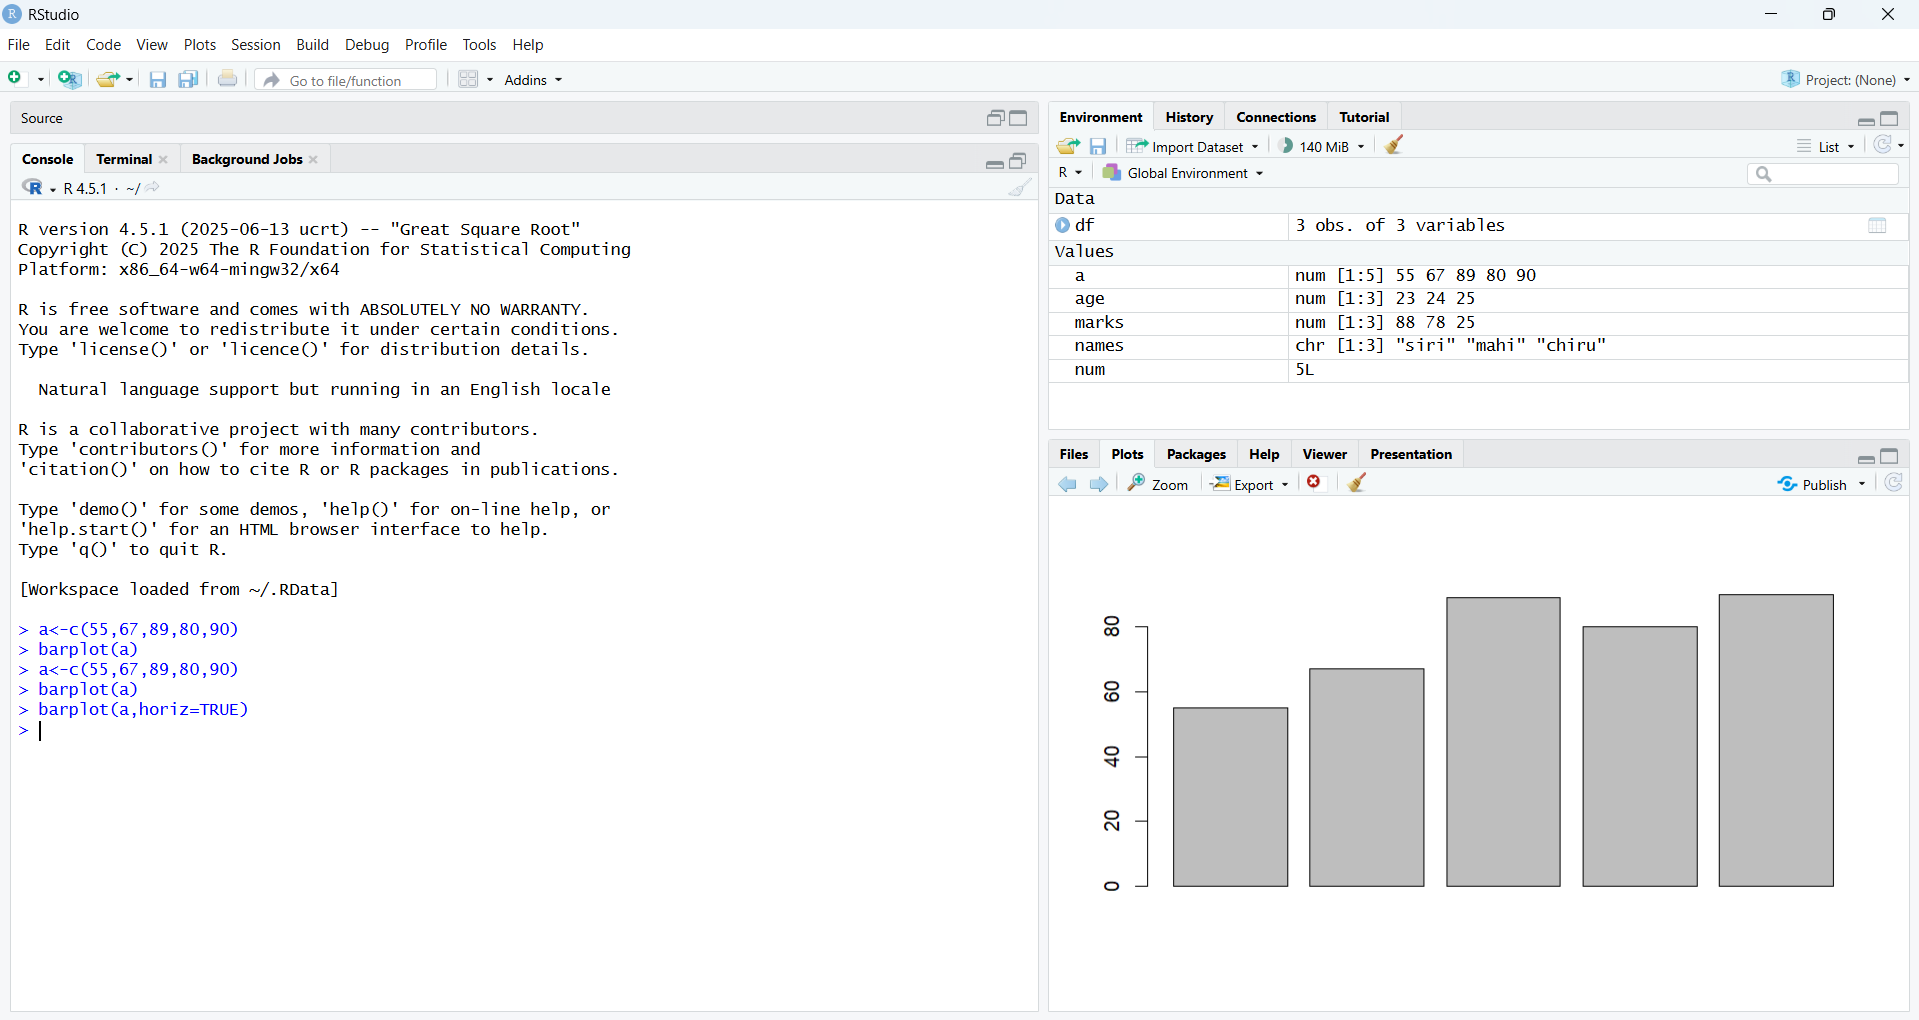 RStudio
File Edit Code View Plots Session Build Debug Profile Tools Help
Go to file/function Addins Project: (None)
Source
Console Terminal Background Jobs
R 4.5.1 · ~/
R version 4.5.1 (2025-06-13 ucrt) -- "Great Square Root"
Copyright (C) 2025 The R Foundation for Statistical Computing
Platform: x86_64-w64-mingw32/x64
R is free software and comes with ABSOLUTELY NO WARRANTY.
You are welcome to redistribute it under certain conditions.
Type 'license()' or 'licence()' for distribution details.
Natural language support but running in an English locale
R is a collaborative project with many contributors.
Type 'contributors()' for more information and
'citation()' on how to cite R or R packages in publications.
Type 'demo()' for some demos, 'help()' for on-line help, or
'help.start()' for an HTML browser interface to help.
Type 'q()' to quit R.
[Workspace loaded from ~/.RData]
> a<-c(55,67,89,80,90)
> barplot(a)
> a<-c(55,67,89,80,90)
> barplot(a)
> barplot(a,horiz=TRUE)
>
Environment History Connections Tutorial
Import Dataset 140 MiB List
R Global Environment
Data
df 3 obs. of 3 variables
Values
a num [1:5] 55 67 89 80 90
age num [1:3] 23 24 25
marks num [1:3] 88 78 25
names chr [1:3] "siri" "mahi" "chiru"
num 5L
Files Plots Packages Help Viewer Presentation
Zoom Export Publish
80
60
40
20
0